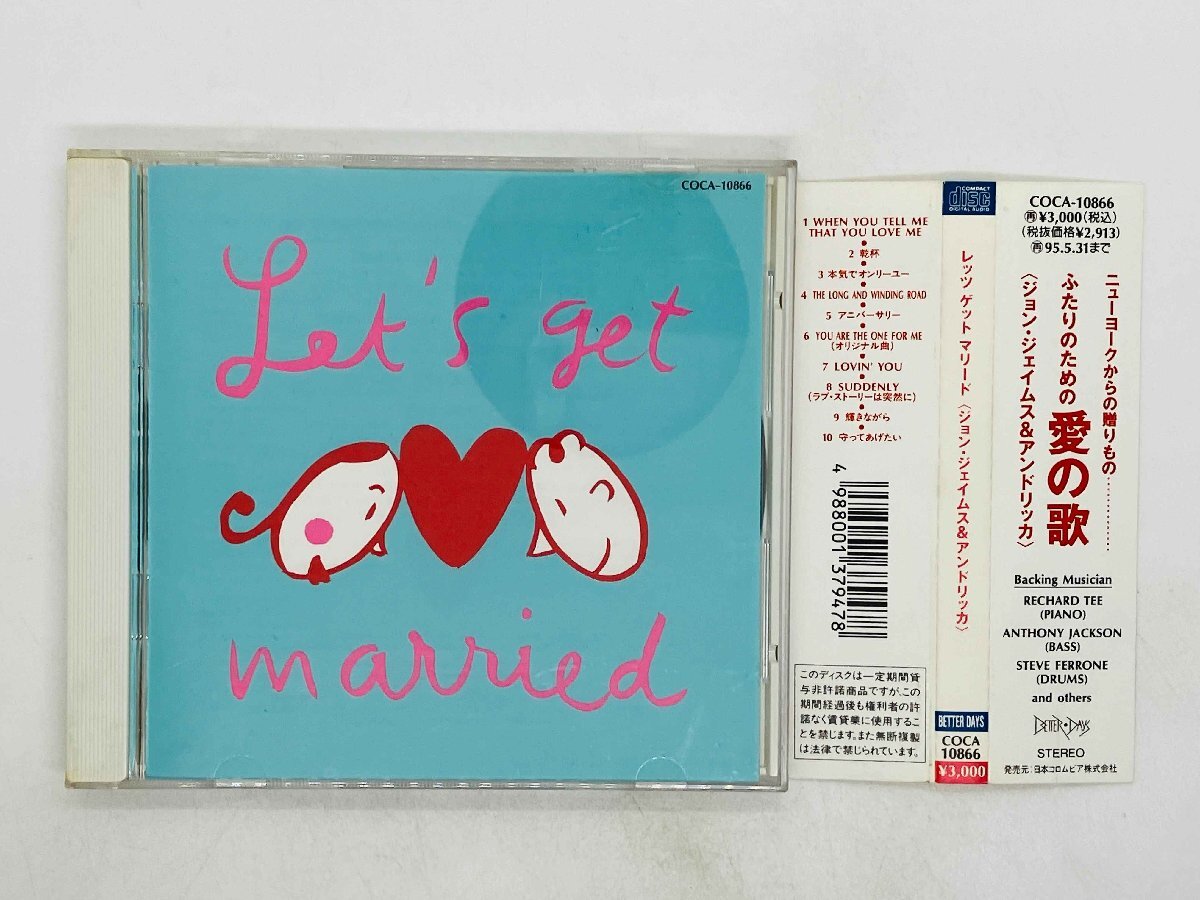 COCA-10866
Let's get
married
1 WHEN YOU TELL ME
THAT YOU LOVE ME
2 乾杯
3 本気でオンリーユー
4 THE LONG AND WINDING ROAD
5 アニバーサリー
6 YOU ARE THE ONE FOR ME
(オリジナル曲)
7 LOVIN' YOU
8 SUDDENLY
(ラブ・ストーリーは突然に)
9 輝きながら
10 守ってあげたい
4 988001 379478
このディスクは一定期間貸
与非許諾商品ですが、この
期間経過後も権利者の許
諾なく賃貸業に使用するこ
とを禁じます。また無断複製
は法律で禁じられています。
COMPACT
disc
DIGITAL AUDIO
レッツ ゲット マリード〈ジョン・ジェイムス&アンドリッカ〉
BETTER DAYS
COCA
10866
¥3,000
COCA-10866
再¥3,000(税込)
(税抜価格¥2,913)
再95.5.31まで
ニューヨークからの贈りもの…………
ふたりのための愛の歌
〈ジョン・ジェイムス&アンドリッカ〉
Backing Musician
RECHARD TEE
(PIANO)
ANTHONY JACKSON
(BASS)
STEVE FERRONE
(DRUMS)
and others
BETTER・DAYS
STEREO
発売元:日本コロムビア株式会社